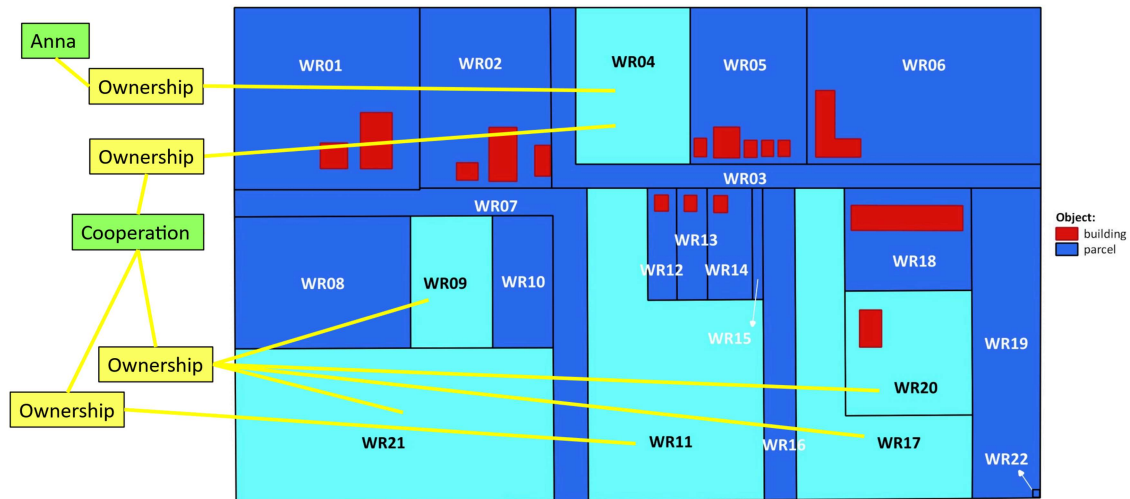 Anna
Ownership
Ownership
Cooperation
Ownership
Ownership
WR01
WR02
WR04
WR05
WR06
WR03
WR07
WR08
WR09
WR10
WR13
WR12
WR14
WR15
WR18
WR19
WR20
WR21
WR11
WR16
WR17
WR22
Object:
building
parcel